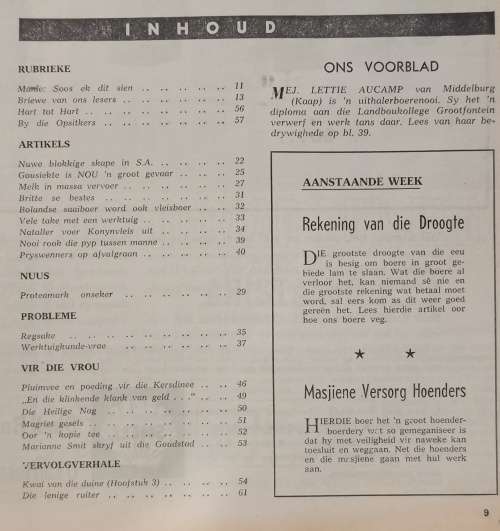 INHOUD
RUBRIEKE
Mode: Soos ek dit sien .. .. .. .. .. 11
Briewe van ons lesers .. .. .. .. .. 13
Hart tot Hart .. .. .. .. .. .. .. 56
By die Opsitkers .. .. .. .. .. .. 57
ARTIKELS
Nuwe blokkige skape in S.A. .. .. .. .. 22
Gousiekte is NOU 'n groot gevaar .. .. .. 25
Melk in massa vervoer .. .. .. .. .. 27
Britte se bestes .. .. .. .. .. .. 31
Bolandse saaiboer word ook vleisboer .. .. 32
Vele take met een werktuig .. .. .. .. 33
Nataller voer Konynvleis uit .. .. .. .. 34
Nooi rook die pyp tussen manne .. .. .. 39
Pryswenners op afvalgraan .. .. .. .. 40
NUUS
Proteamark onseker .. .. .. .. .. .. 29
PROBLEME
Regsake .. .. .. .. .. .. .. .. 35
Werktuigkunde-vrae .. .. .. .. .. .. 37
VIR DIE VROU
Pluimvee en poeding vir die Kersdinee .. .. 46
„En die klinkende klank van geld . . .” .. .. 49
Die Heilige Nag .. .. .. .. .. .. .. 50
Magriet gesels .. .. .. .. .. .. .. 51
Oor 'n kopie tee .. .. .. .. .. .. .. 52
Marianne Smit skryf uit die Goudstad .. .. 53
VERVOLGVERHALE
Kwai van die duine (Hoofstuk 3) .. .. .. .. 54
Die enige ruiter .. .. .. .. .. .. .. 61
ONS VOORBLAD
MEJ. LETTIE AUCAMP van Middelburg
(Kaap) is 'n uithalerboerenooi. Sy het 'n
diploma aan die Landboukollege Grootfontein
verwerf en werk tans daar. Lees van haar be-
drywighede op bl. 39.
AANSTAANDE WEEK
Rekening van die Droogte
DIE grootste droogte van die eeu
is besig om boere in groot ge-
biede lam te slaan. Wat die boere al
verloor het, kan niemand sê nie en
die grootste rekening wat betaal moet
word, sal eers kom as dit weer goed
gereën het. Lees hierdie artikel oor
hoe ons boere veg.
★ ★
Masjiene Versorg Hoenders
HIERDIE boer het 'n groot hoender-
boerdery wat so gemeganiseer is
dat hy met veiligheid vir naweke kan
toesluit en weggaan. Net die hoenders
en die masjiene gaan met hul werk
aan.
9